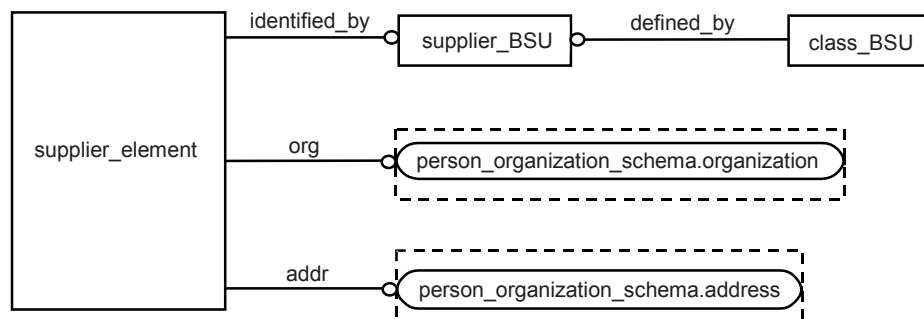 identified_by
supplier_BSU
defined_by
class_BSU
supplier_element
org
person_organization_schema.organization
addr
person_organization_schema.address